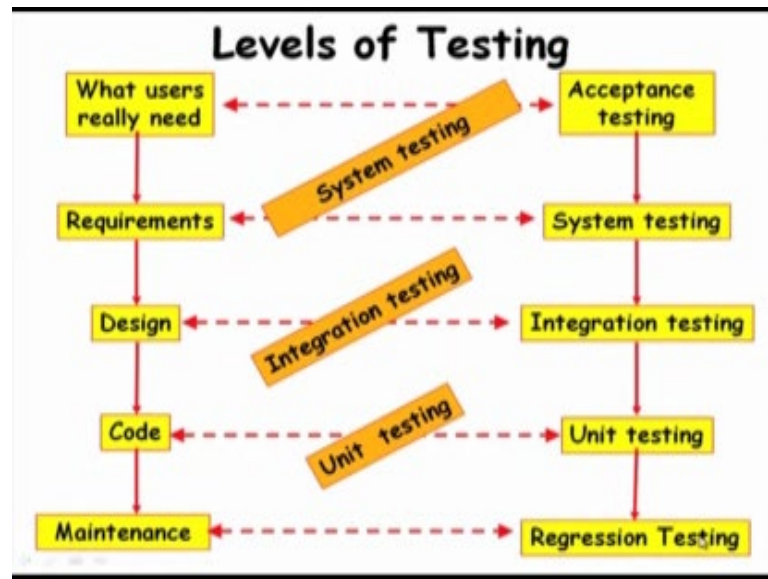 Levels of Testing
What users
really need
Acceptance
testing
System testing
Requirements
System testing
Integration testing
Design
Integration testing
Unit testing
Code
Unit testing
Maintenance
Regression Testing